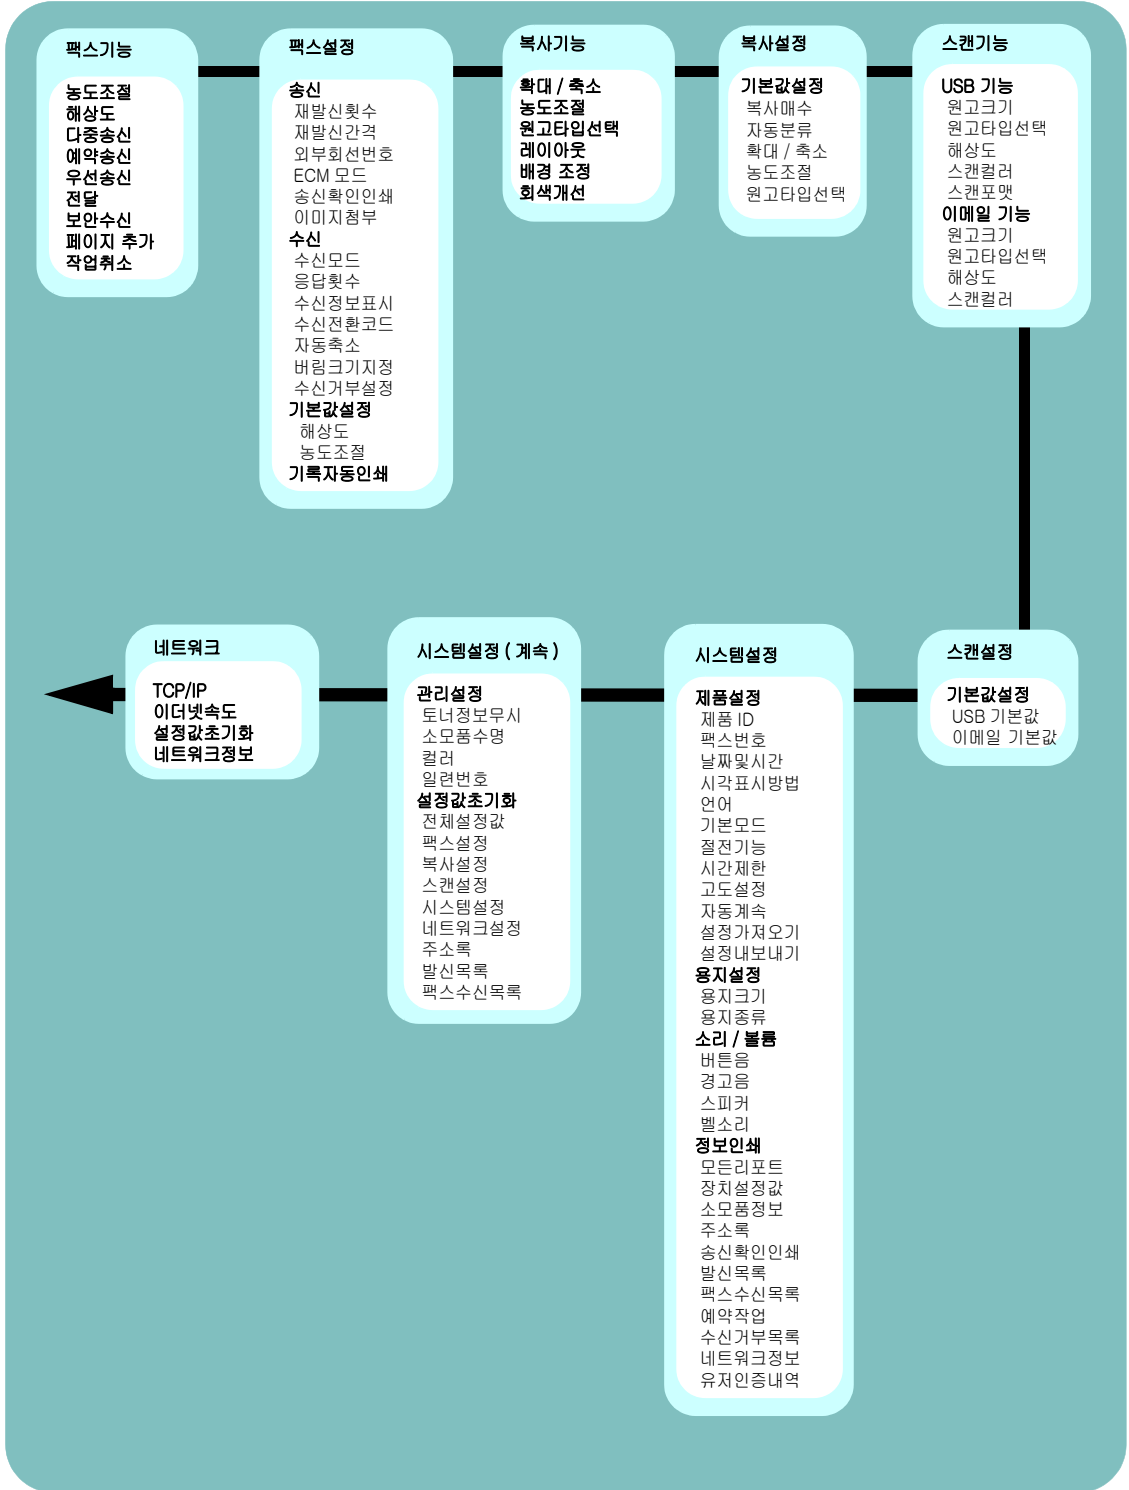 팩스기능
농도조절
해상도
다중송신
예약송신
우선송신
전달
보안수신
페이지 추가
작업취소
팩스설정
송신
재발신횟수
재발신간격
외부회선번호
ECM 모드
송신확인인쇄
이미지첨부
수신
수신모드
응답횟수
수신정보표시
수신전환코드
자동축소
버림크기지정
수신거부설정
기본값설정
해상도
농도조절
기록자동인쇄
복사기능
확대 / 축소
농도조절
원고타입선택
레이아웃
배경 조정
회색개선
복사설정
기본값설정
복사매수
자동분류
확대 / 축소
농도조절
원고타입선택
스캔기능
USB 기능
원고크기
원고타입선택
해상도
스캔컬러
스캔포맷
이메일 기능
원고크기
원고타입선택
해상도
스캔컬러
스캔설정
기본값설정
USB 기본값
이메일 기본값
시스템설정
제품설정
제품 ID
팩스번호
날짜및시간
시각표시방법
언어
기본모드
절전기능
시간제한
고도설정
자동계속
설정가져오기
설정내보내기
용지설정
용지크기
용지종류
소리 / 볼륨
버튼음
경고음
스피커
벨소리
정보인쇄
모든리포트
장치설정값
소모품정보
주소록
송신확인인쇄
발신목록
팩스수신목록
예약작업
수신거부목록
네트워크정보
유저인증내역
시스템설정 ( 계속 )
관리설정
토너정보무시
소모품수명
컬러
일련번호
설정값초기화
전체설정값
팩스설정
복사설정
스캔설정
시스템설정
네트워크설정
주소록
발신목록
팩스수신목록
네트워크
TCP/IP
이더넷속도
설정값초기화
네트워크정보